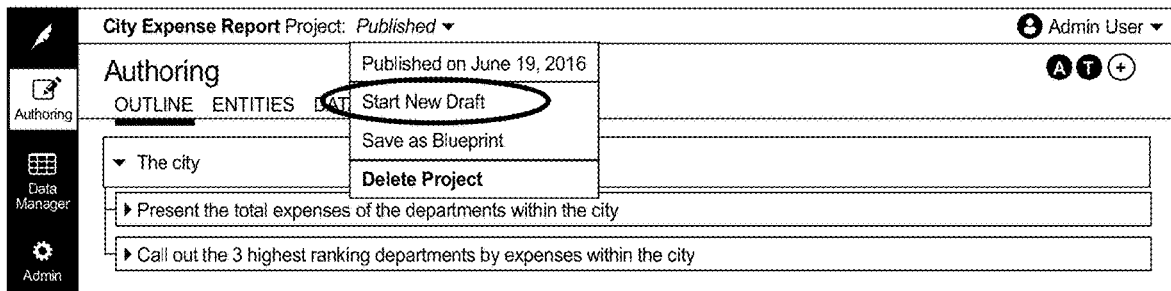 City Expense Report Project: Published
Admin User
Authoring
Published on June 19, 2016
A T +
OUTLINE ENTITIES DAT
Start New Draft
Authoring
Save as Blueprint
The city
Delete Project
Data
Manager
Present the total expenses of the departments within the city
Call out the 3 highest ranking departments by expenses within the city
Admin